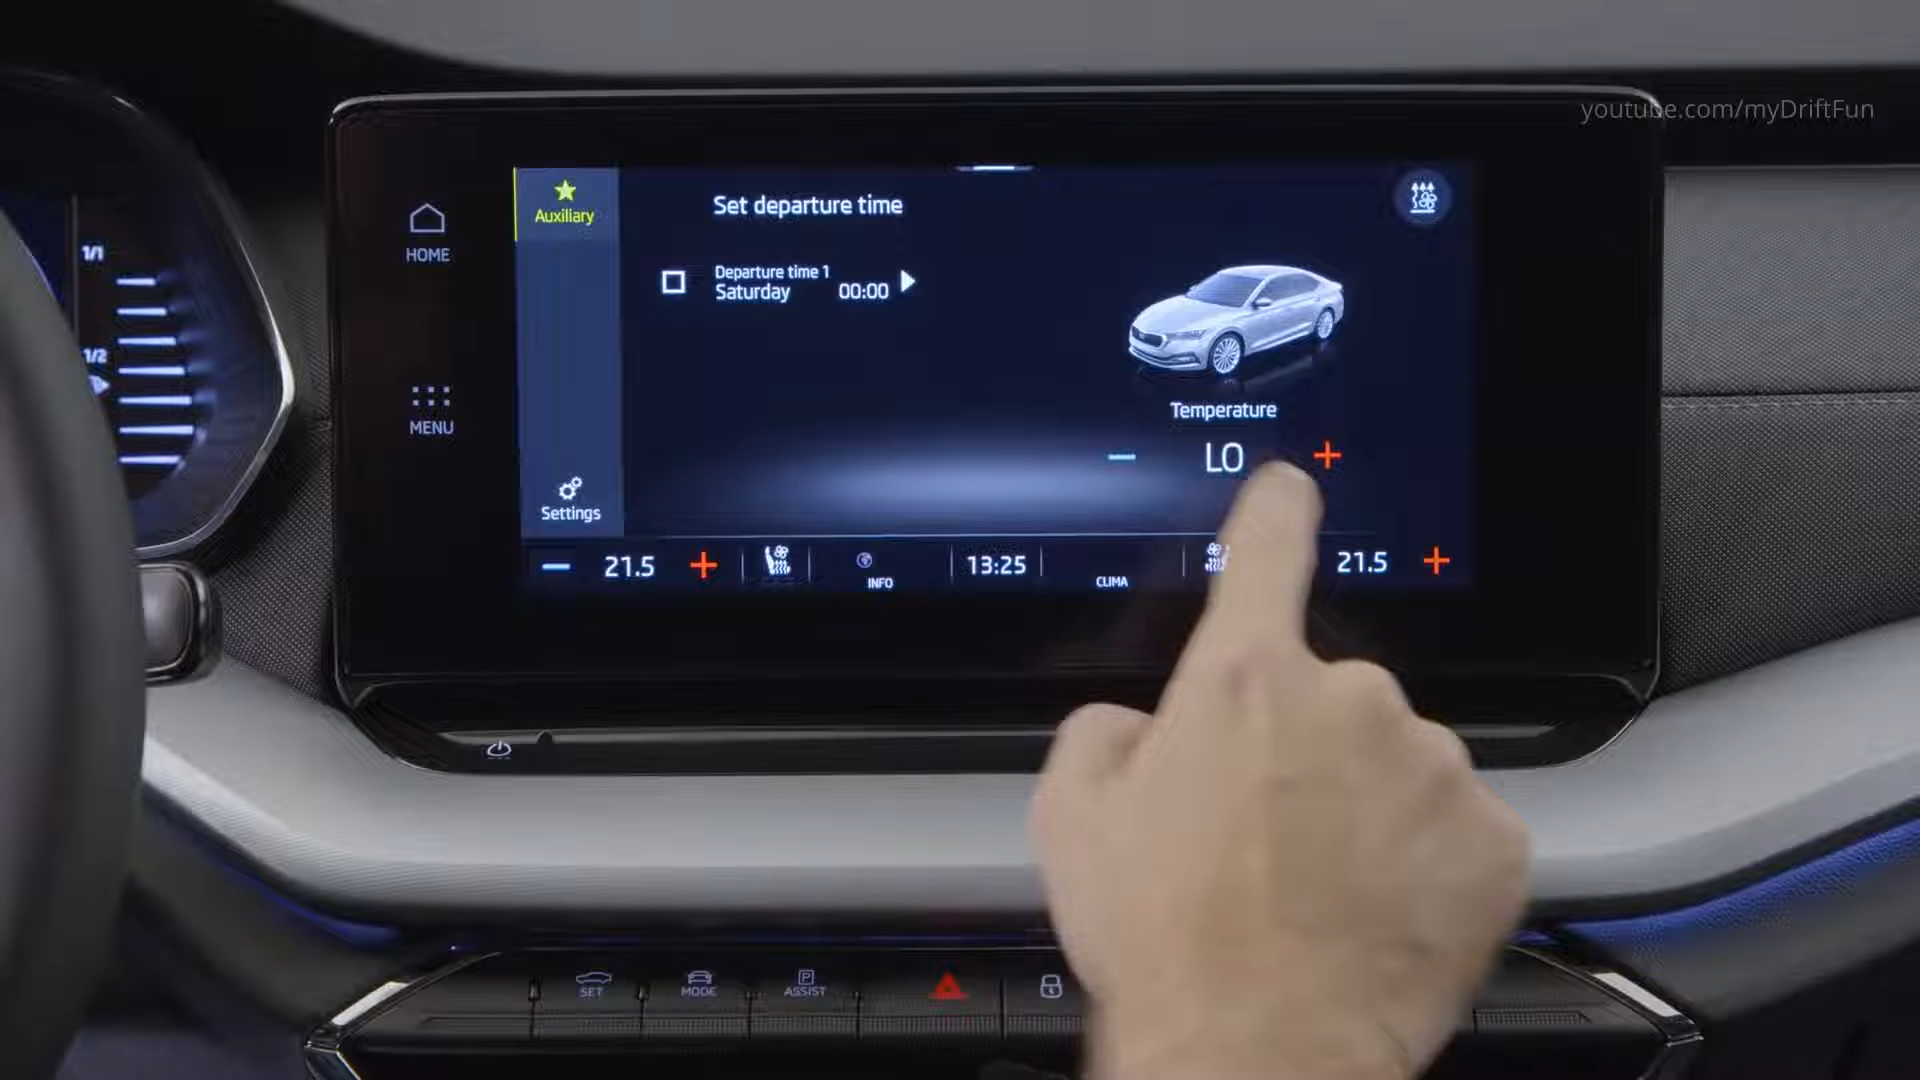 youtube.com/myDriftFun
HOME
MENU
Auxiliary
Settings
Set departure time
Departure time 1
Saturday 00:00
Temperature
− LO +
− 21.5 +
INFO
13:25
CLIMA
21.5 +
1/1
1/2
SET
MODE
P
ASSIST